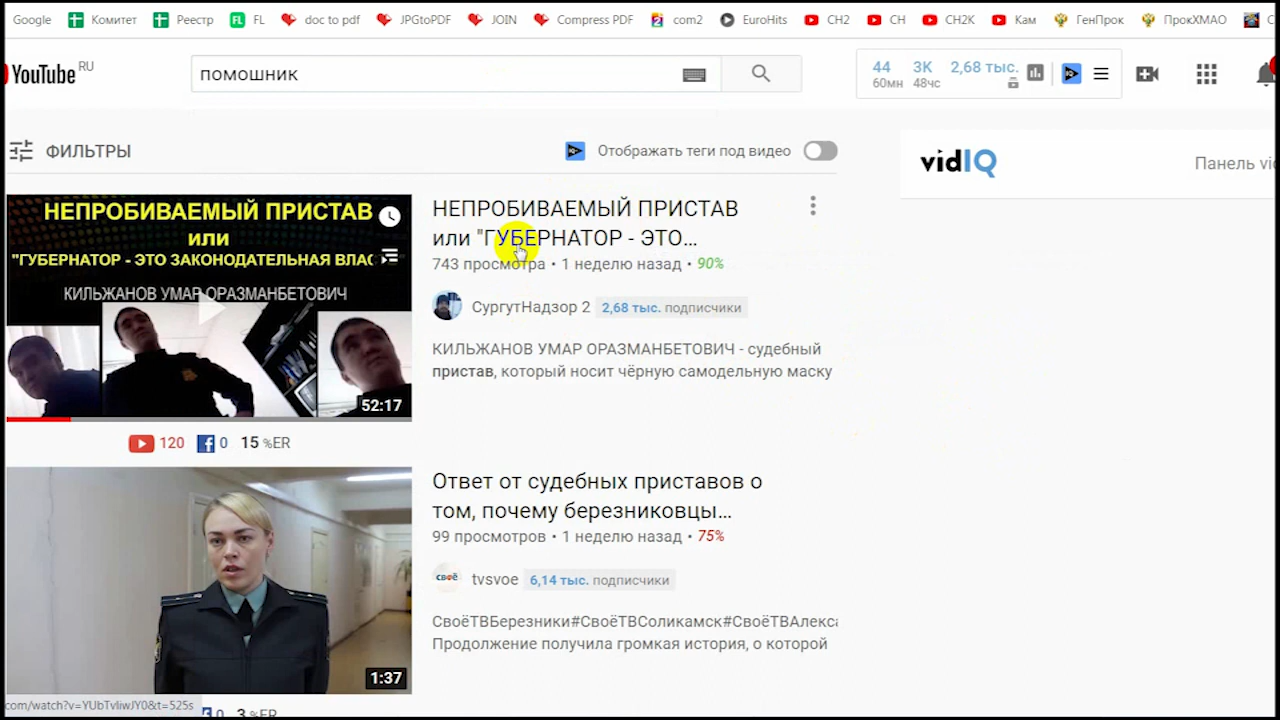 Google Комитет Реестр FL doc to pdf JPGtoPDF JOIN Compress PDF com2 EuroHits CH2 CH CH2K Кам ГенПрок ПрокХМАО
YouTube RU
помошник
44 3K 2,68 тыс.
60мн 48чс
ФИЛЬТРЫ
Отображать теги под видео
vidIQ
Панель vi
НЕПРОБИВАЕМЫЙ ПРИСТАВ
ИЛИ
"ГУБЕРНАТОР - ЭТО ЗАКОНОДАТЕЛЬНАЯ ВЛАС
КИЛЬЖАНОВ УМАР ОРАЗМАНБЕТОВИЧ
52:17
120 0 15 %ER
НЕПРОБИВАЕМЫЙ ПРИСТАВ
или "ГУБЕРНАТОР - ЭТО...
743 просмотра • 1 неделю назад • 90%
СургутНадзор 2 2,68 тыс. подписчики
КИЛЬЖАНОВ УМАР ОРАЗМАНБЕТОВИЧ - судебный
пристав, который носит чёрную самодельную маску
1:37
Ответ от судебных приставов о
том, почему березниковцы...
99 просмотров • 1 неделю назад • 75%
своё tvsvoe 6,14 тыс. подписчики
СвоёТВБерезники#СвоёТВСоликамск#СвоёТВАлекса
Продолжение получила громкая история, о которой
com/watch?v=YUbTvliwJY0&t=525s
0 3 %ER